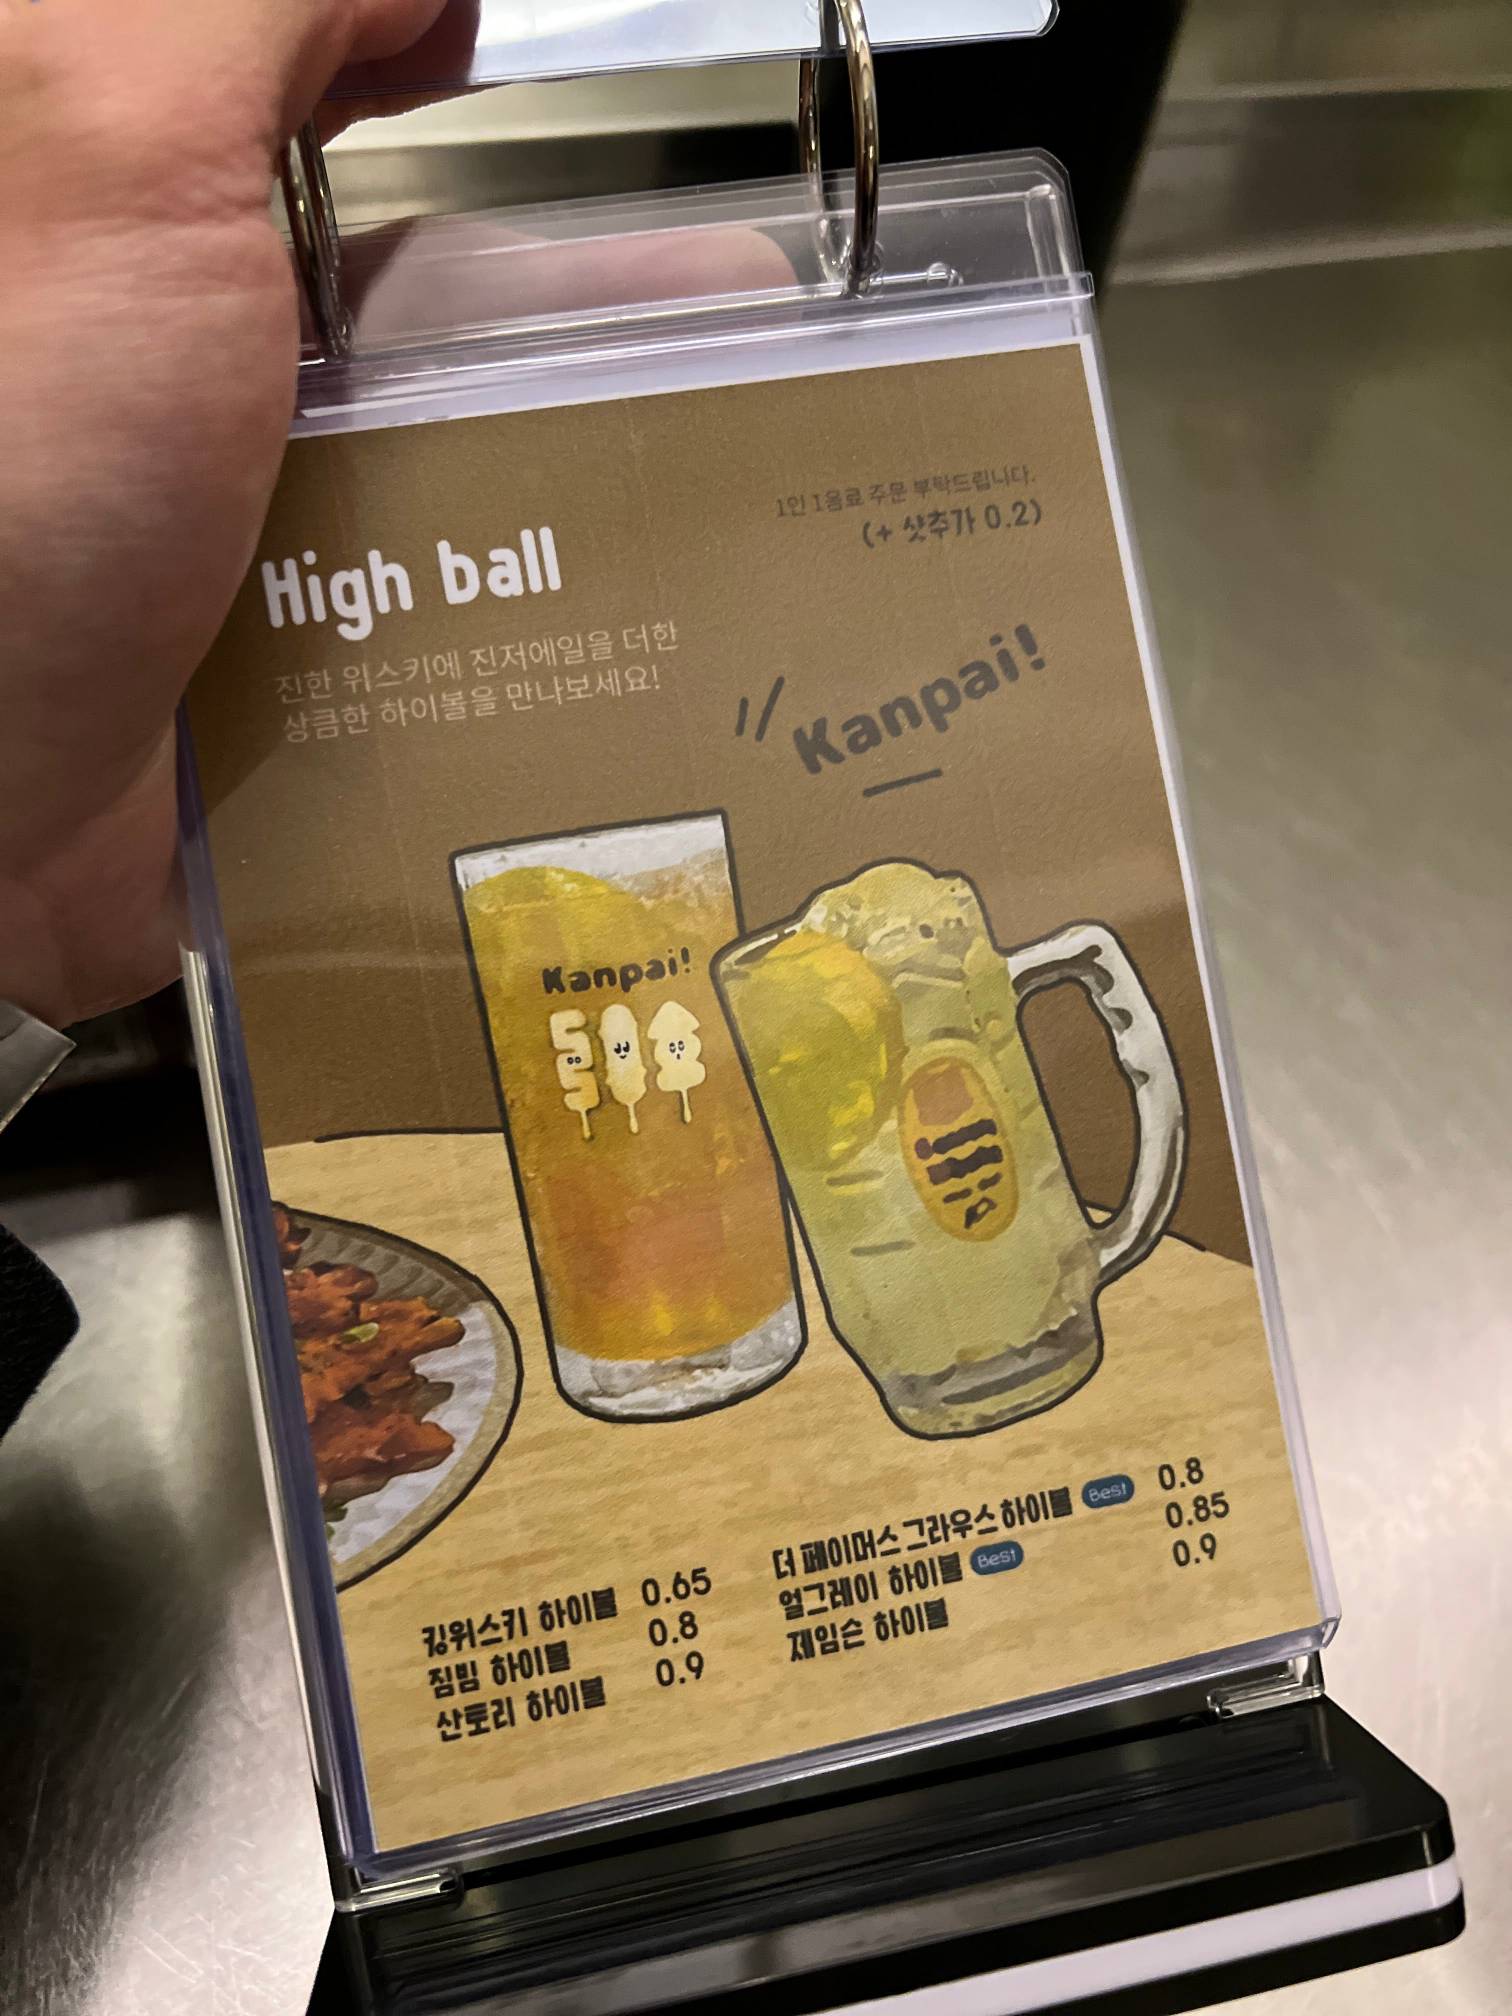 1인 1음료 주문 부탁드립니다.
(+ 샷추가 0.2)
High ball
진한 위스키에 진저에일을 더한
상큼한 하이볼을 만나보세요!
Kanpai!
Kanpai!
킹위스키 하이볼 0.65
짐빔 하이볼 0.8
산토리 하이볼 0.9
더 페이머스그라우스하이볼 Best 0.8
얼그레이 하이볼 Best 0.85
제임슨 하이볼 0.9